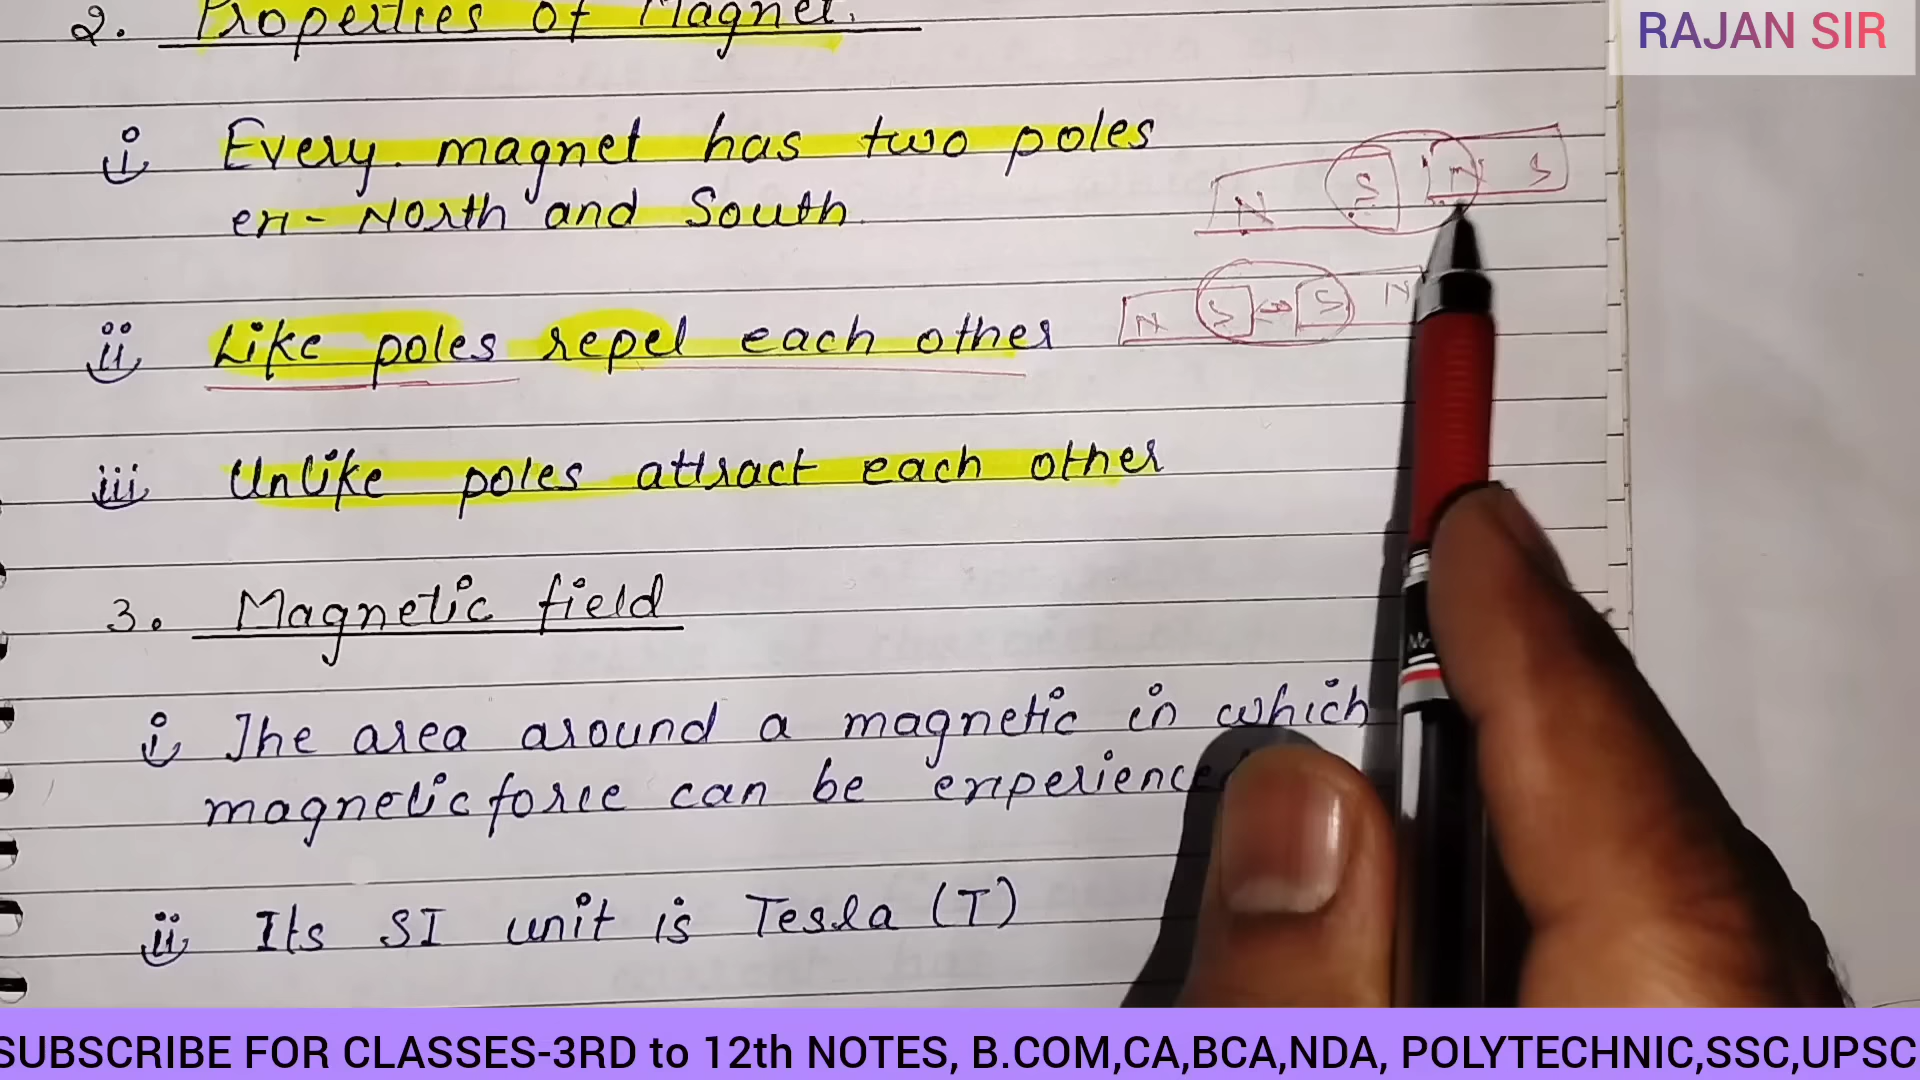 2. Properties of Magnet.
RAJAN SIR
i Every magnet has two poles
ex- North and South
N S N S
ii Like poles repel each other
N S S N
iii Unlike poles attract each other
3. Magnetic field
i The area around a magnetic in which
magnetic force can be experience
ii Its SI unit is Tesla (T)
SUBSCRIBE FOR CLASSES-3RD to 12th NOTES, B.COM,CA,BCA,NDA, POLYTECHNIC,SSC,UPSC